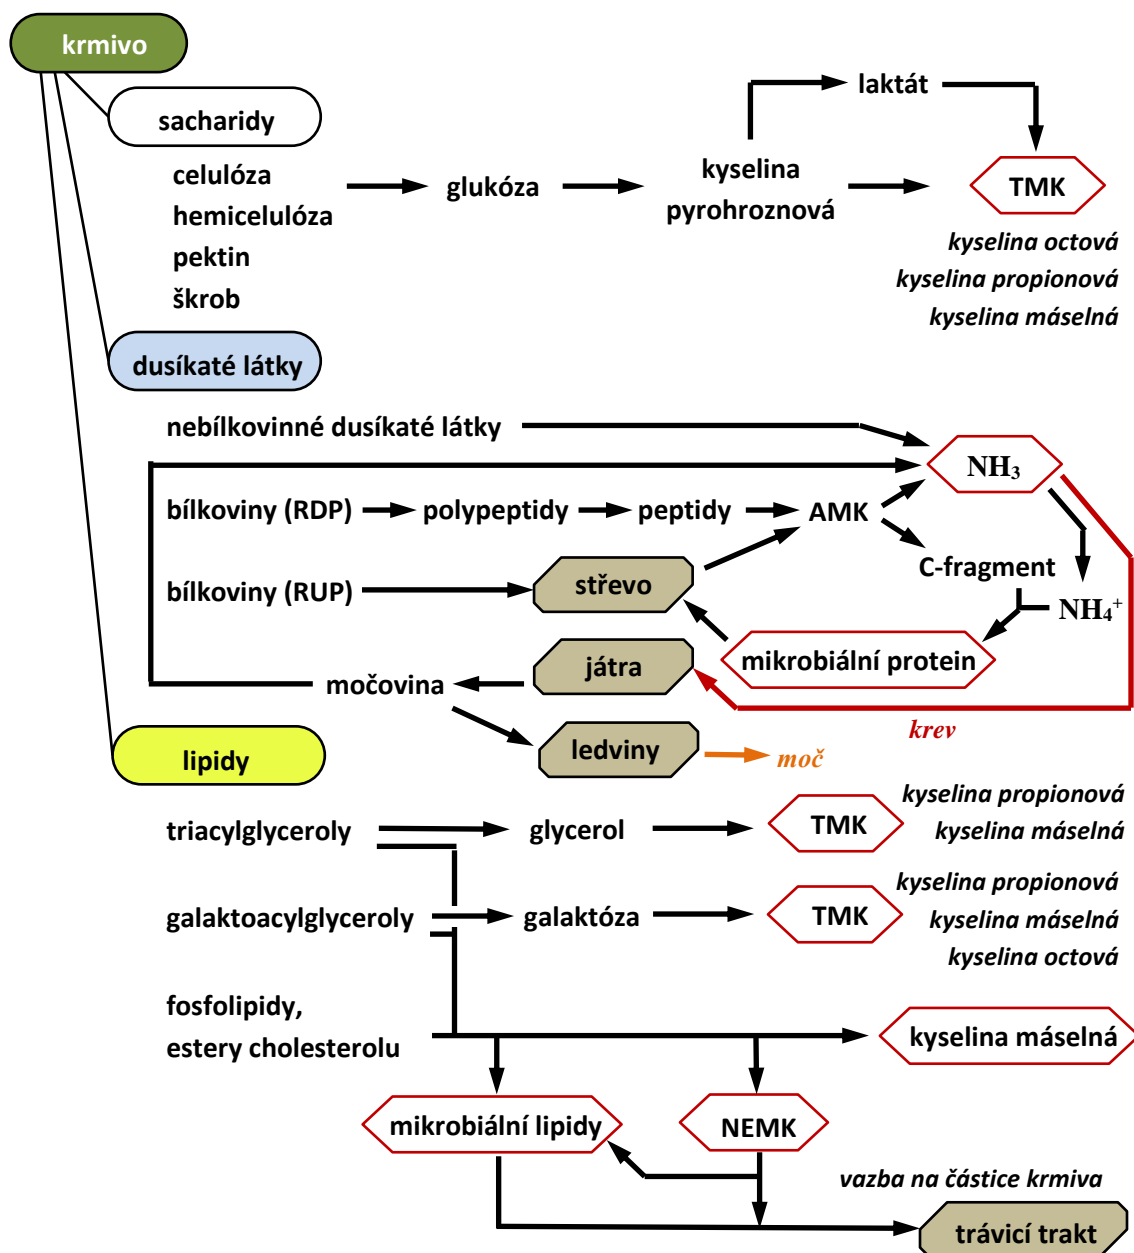 krmivo
sacharidy
laktát
celulóza
hemicelulóza
pektin
škrob
glukóza
kyselina
pyrohroznová
TMK
kyselina octová
kyselina propionová
kyselina máselná
dusíkaté látky
nebílkovinné dusíkaté látky
NH₃
bílkoviny (RDP)
polypeptidy
peptidy
AMK
C-fragment
NH₄⁺
bílkoviny (RUP)
střevo
mikrobiální protein
játra
močovina
krev
ledviny
moč
lipidy
triacylglyceroly
glycerol
TMK
kyselina propionová
kyselina máselná
galaktoacylglyceroly
galaktóza
TMK
kyselina propionová
kyselina máselná
kyselina octová
fosfolipidy,
estery cholesterolu
kyselina máselná
mikrobiální lipidy
NEMK
vazba na částice krmiva
trávicí trakt